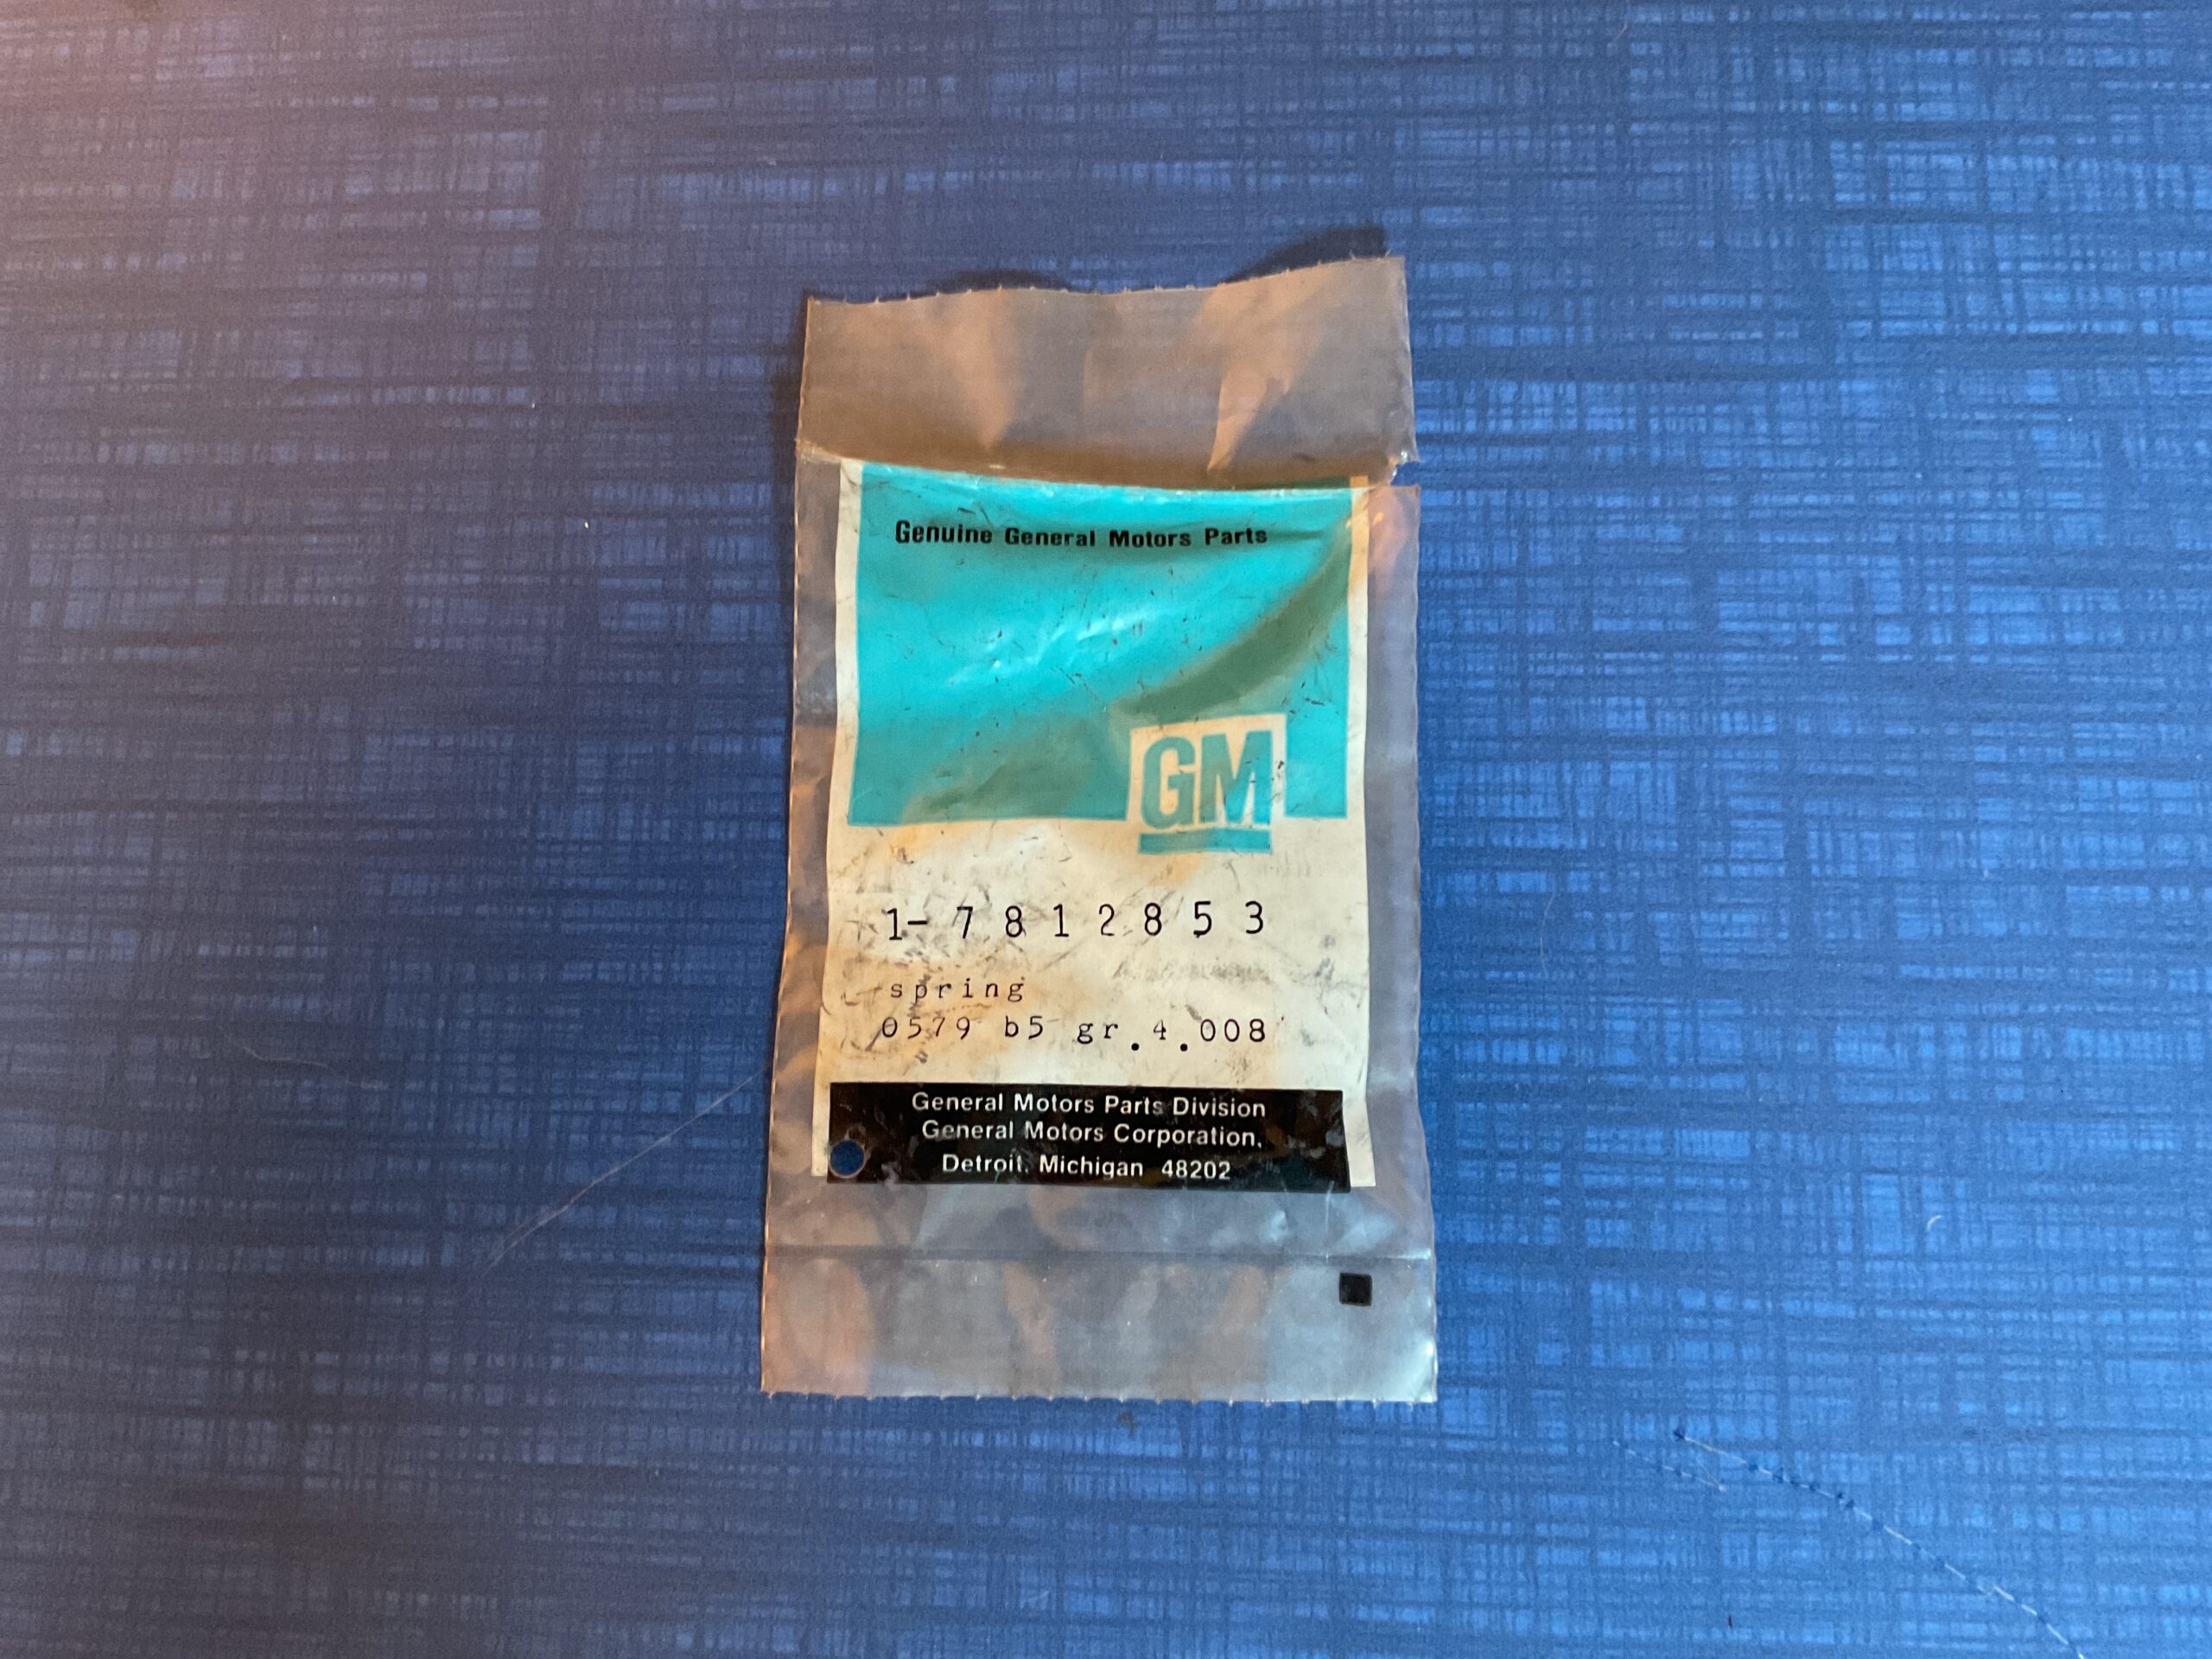 Genuine General Motors Parts
GM
1- 7 8 1 2 8 5 3
spring
0579 b5 gr.4.008
General Motors Parts Division
General Motors Corporation,
Detroit, Michigan 48202